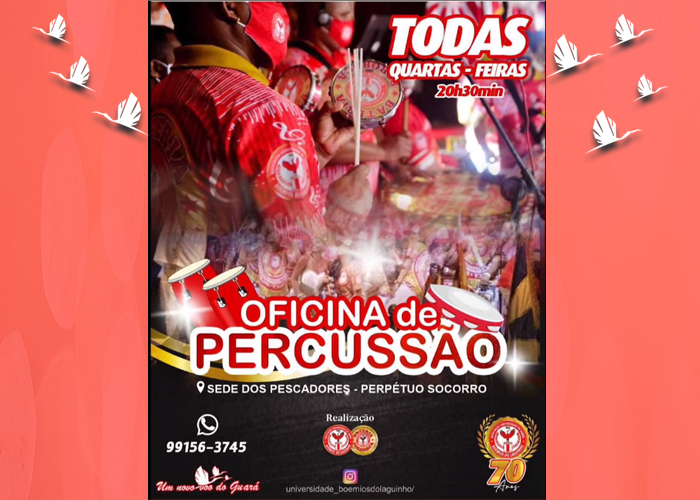 TODAS
QUARTAS - FEIRAS
20h30min
OFICINA de
PERCUSSÃO
SEDE DOS PESCADORES - PERPÉTUO SOCORRO
Realização
99156-3745
70
Anos
Um novo voo do Guará
universidade_boemiosdolaguinho/